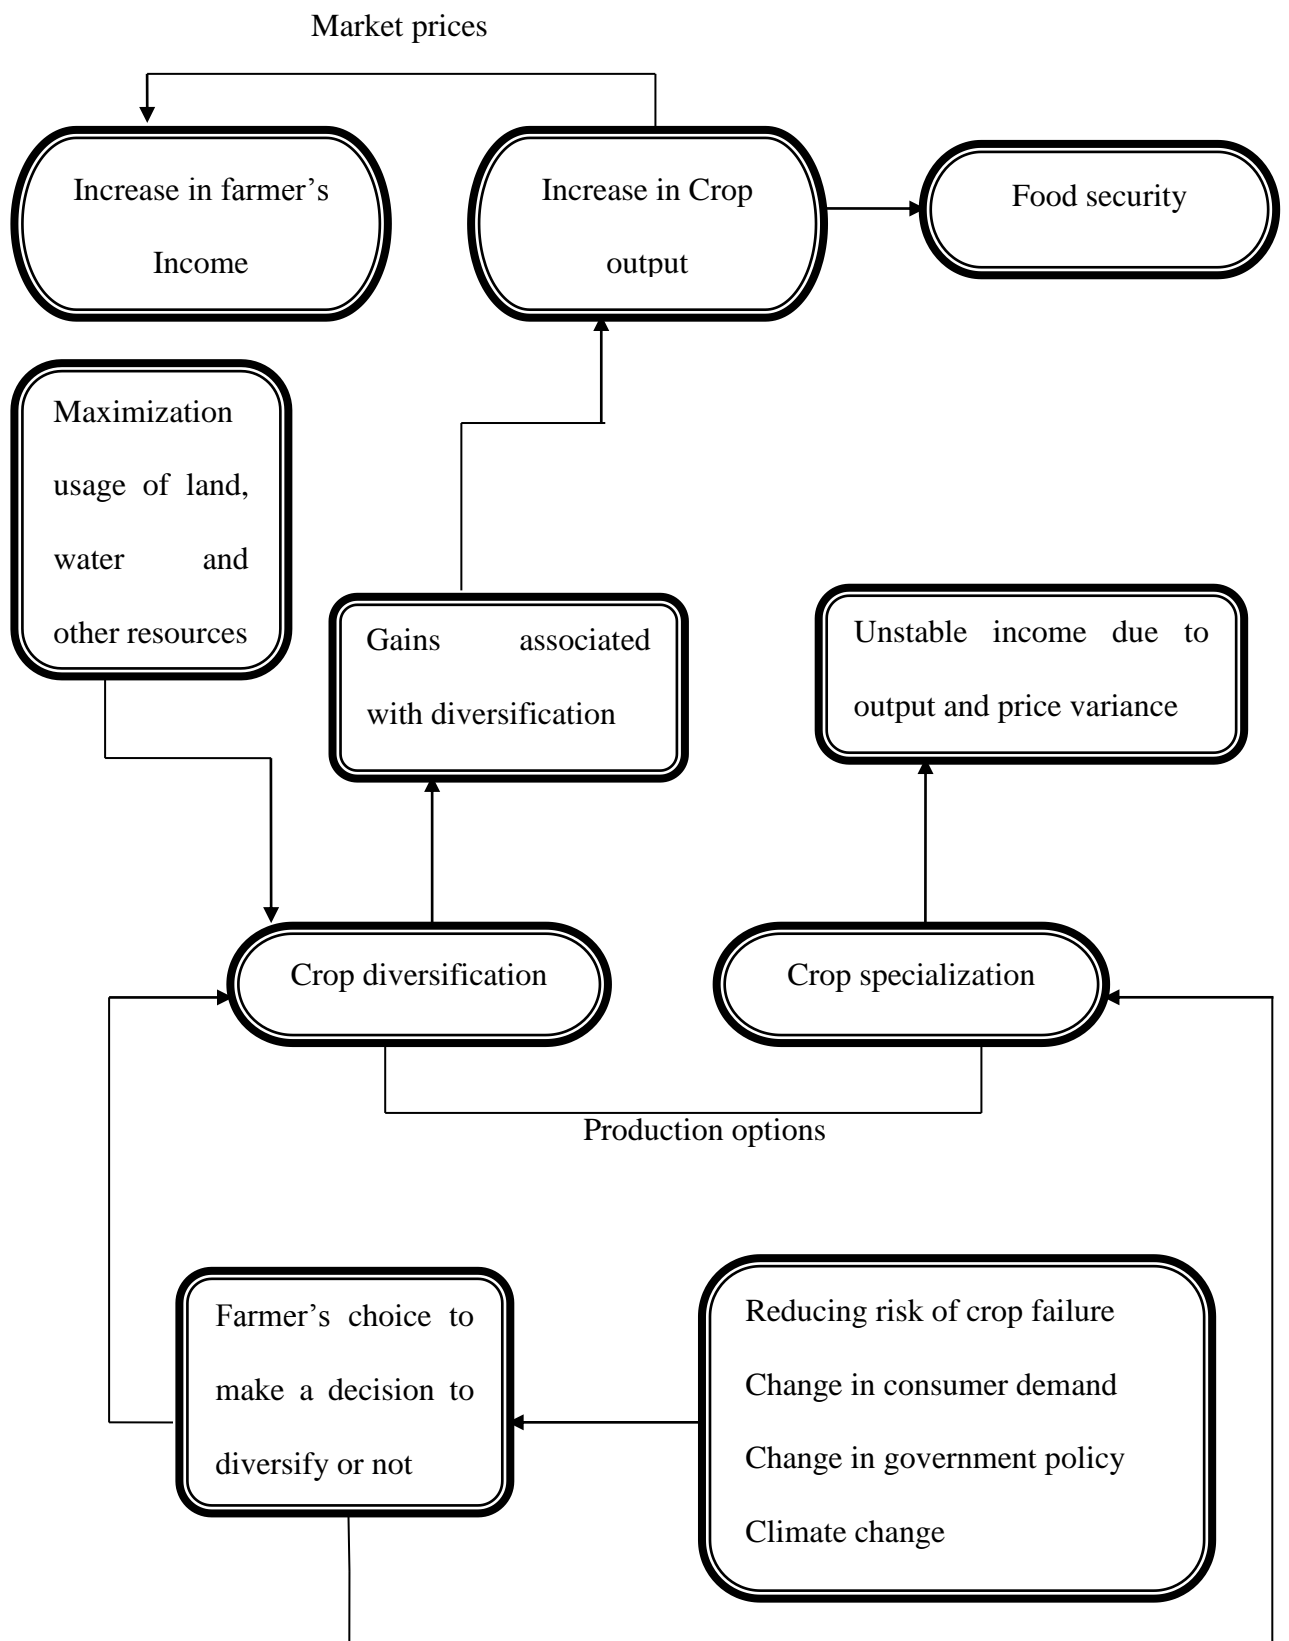 Market prices
Increase in farmer’s
Income
Increase in Crop
output
Food security
Maximization
usage of land,
water and
other resources
Gains associated
with diversification
Unstable income due to
output and price variance
Crop diversification
Crop specialization
Production options
Farmer’s choice to
make a decision to
diversify or not
Reducing risk of crop failure
Change in consumer demand
Change in government policy
Climate change